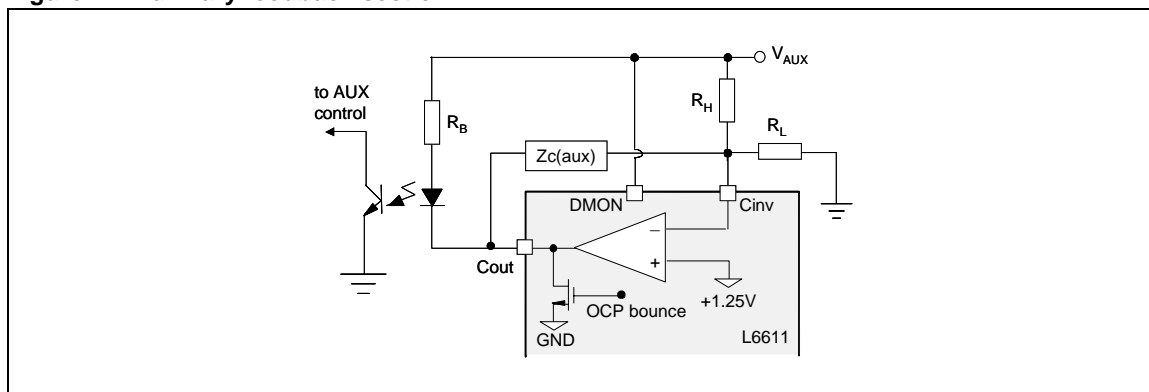 V_AUX
to AUX
control
R_B
R_H
R_L
Zc(aux)
DMON
Cinv
−
+
Cout
+1.25V
OCP bounce
GND
L6611